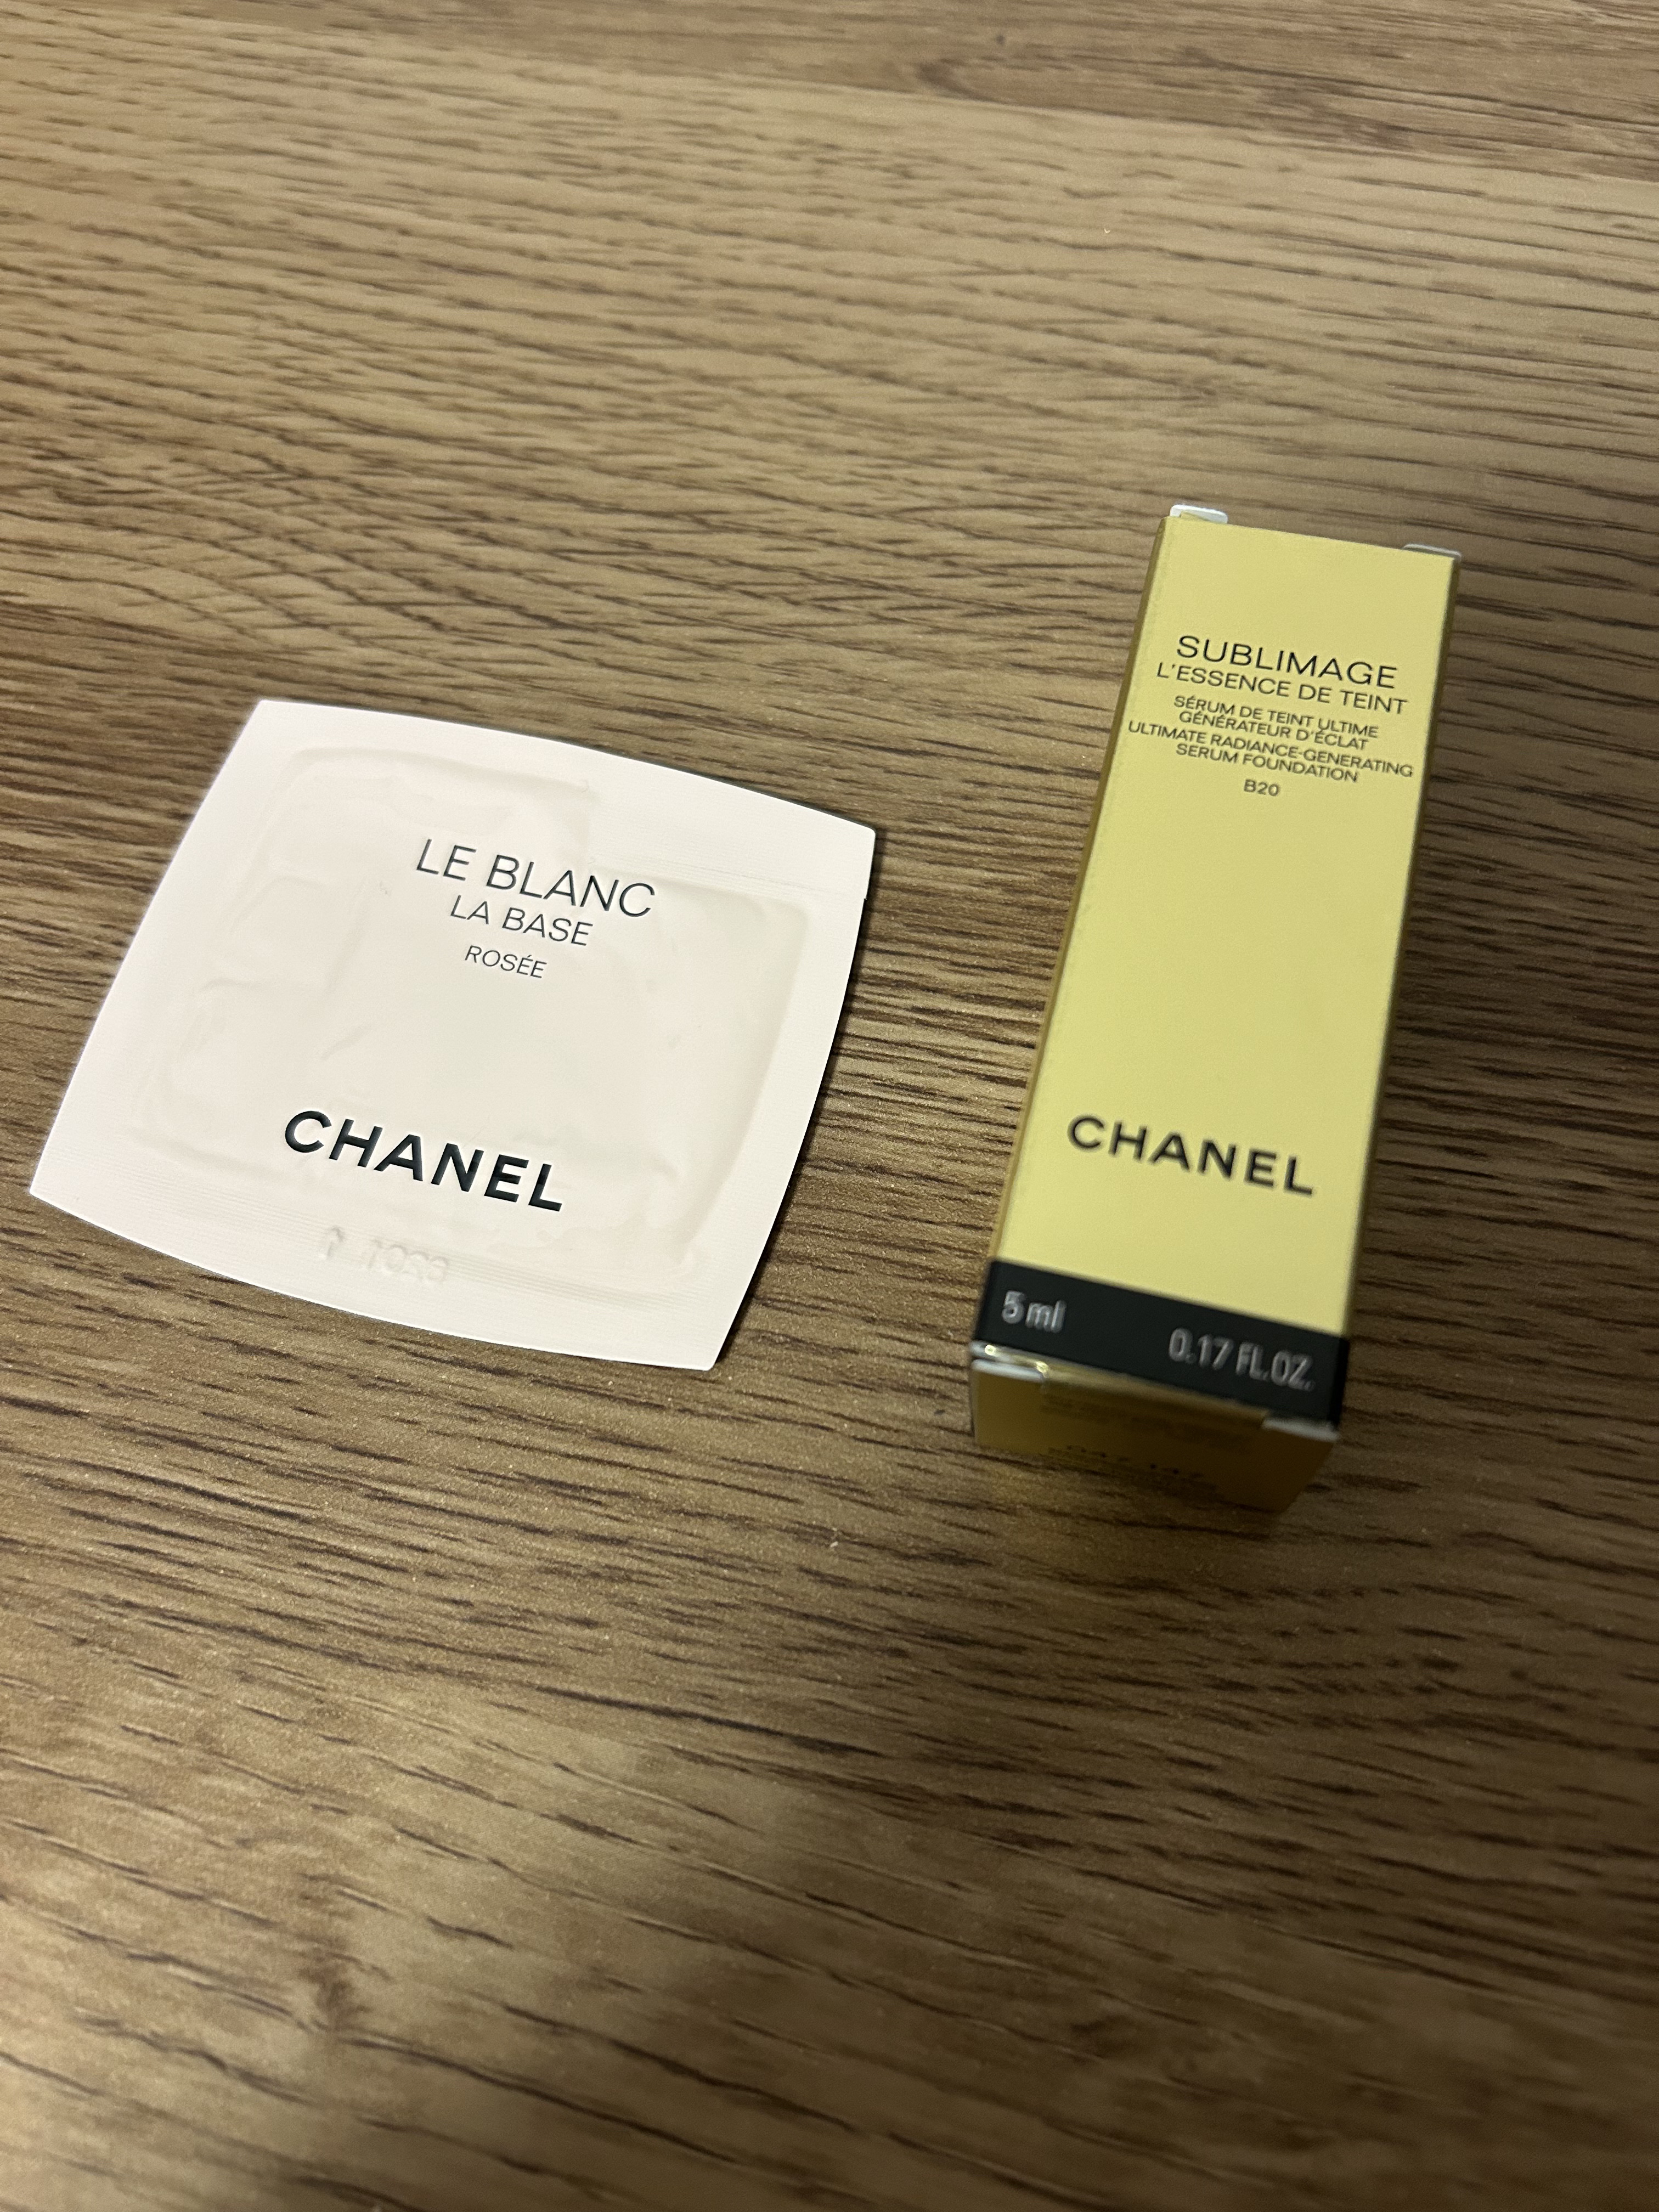 LE BLANC
LA BASE
ROSÉE
CHANEL
SUBLIMAGE
L'ESSENCE DE TEINT
SÉRUM DE TEINT ULTIME
GÉNÉRATEUR D'ÉCLAT
ULTIMATE RADIANCE-GENERATING
SERUM FOUNDATION
B20
CHANEL
5 ml 0.17 FL.OZ.